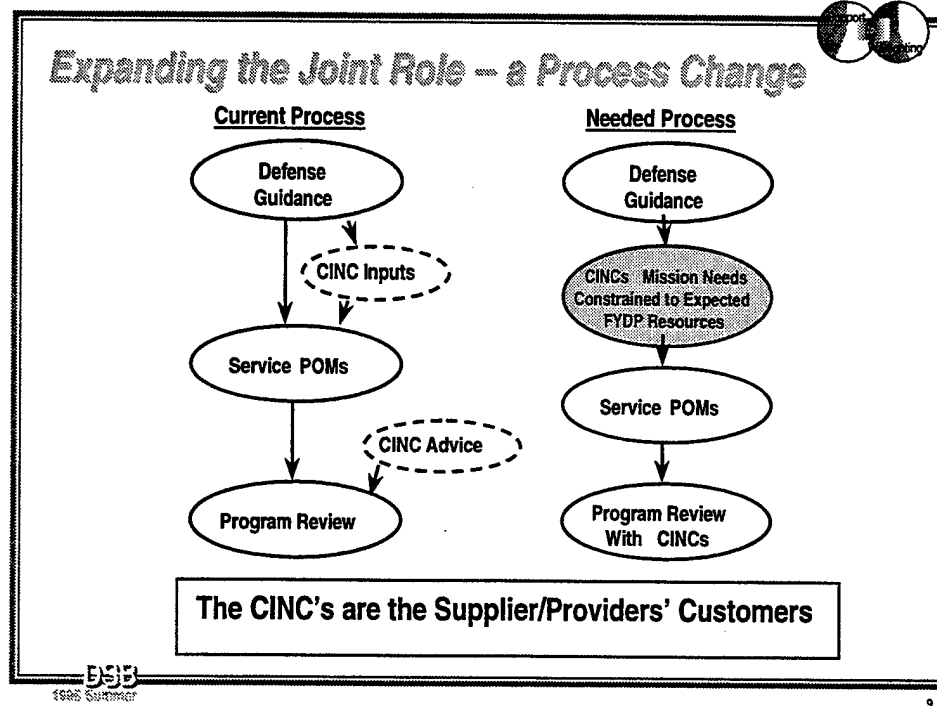 Expanding the Joint Role – a Process Change
Current Process
Defense
Guidance
CINC Inputs
Service POMs
CINC Advice
Program Review
Needed Process
Defense
Guidance
CINCs Mission Needs
Constrained to Expected
FYDP Resources
Service POMs
Program Review
With CINCs
The CINC's are the Supplier/Providers' Customers
DSB
Summer
9